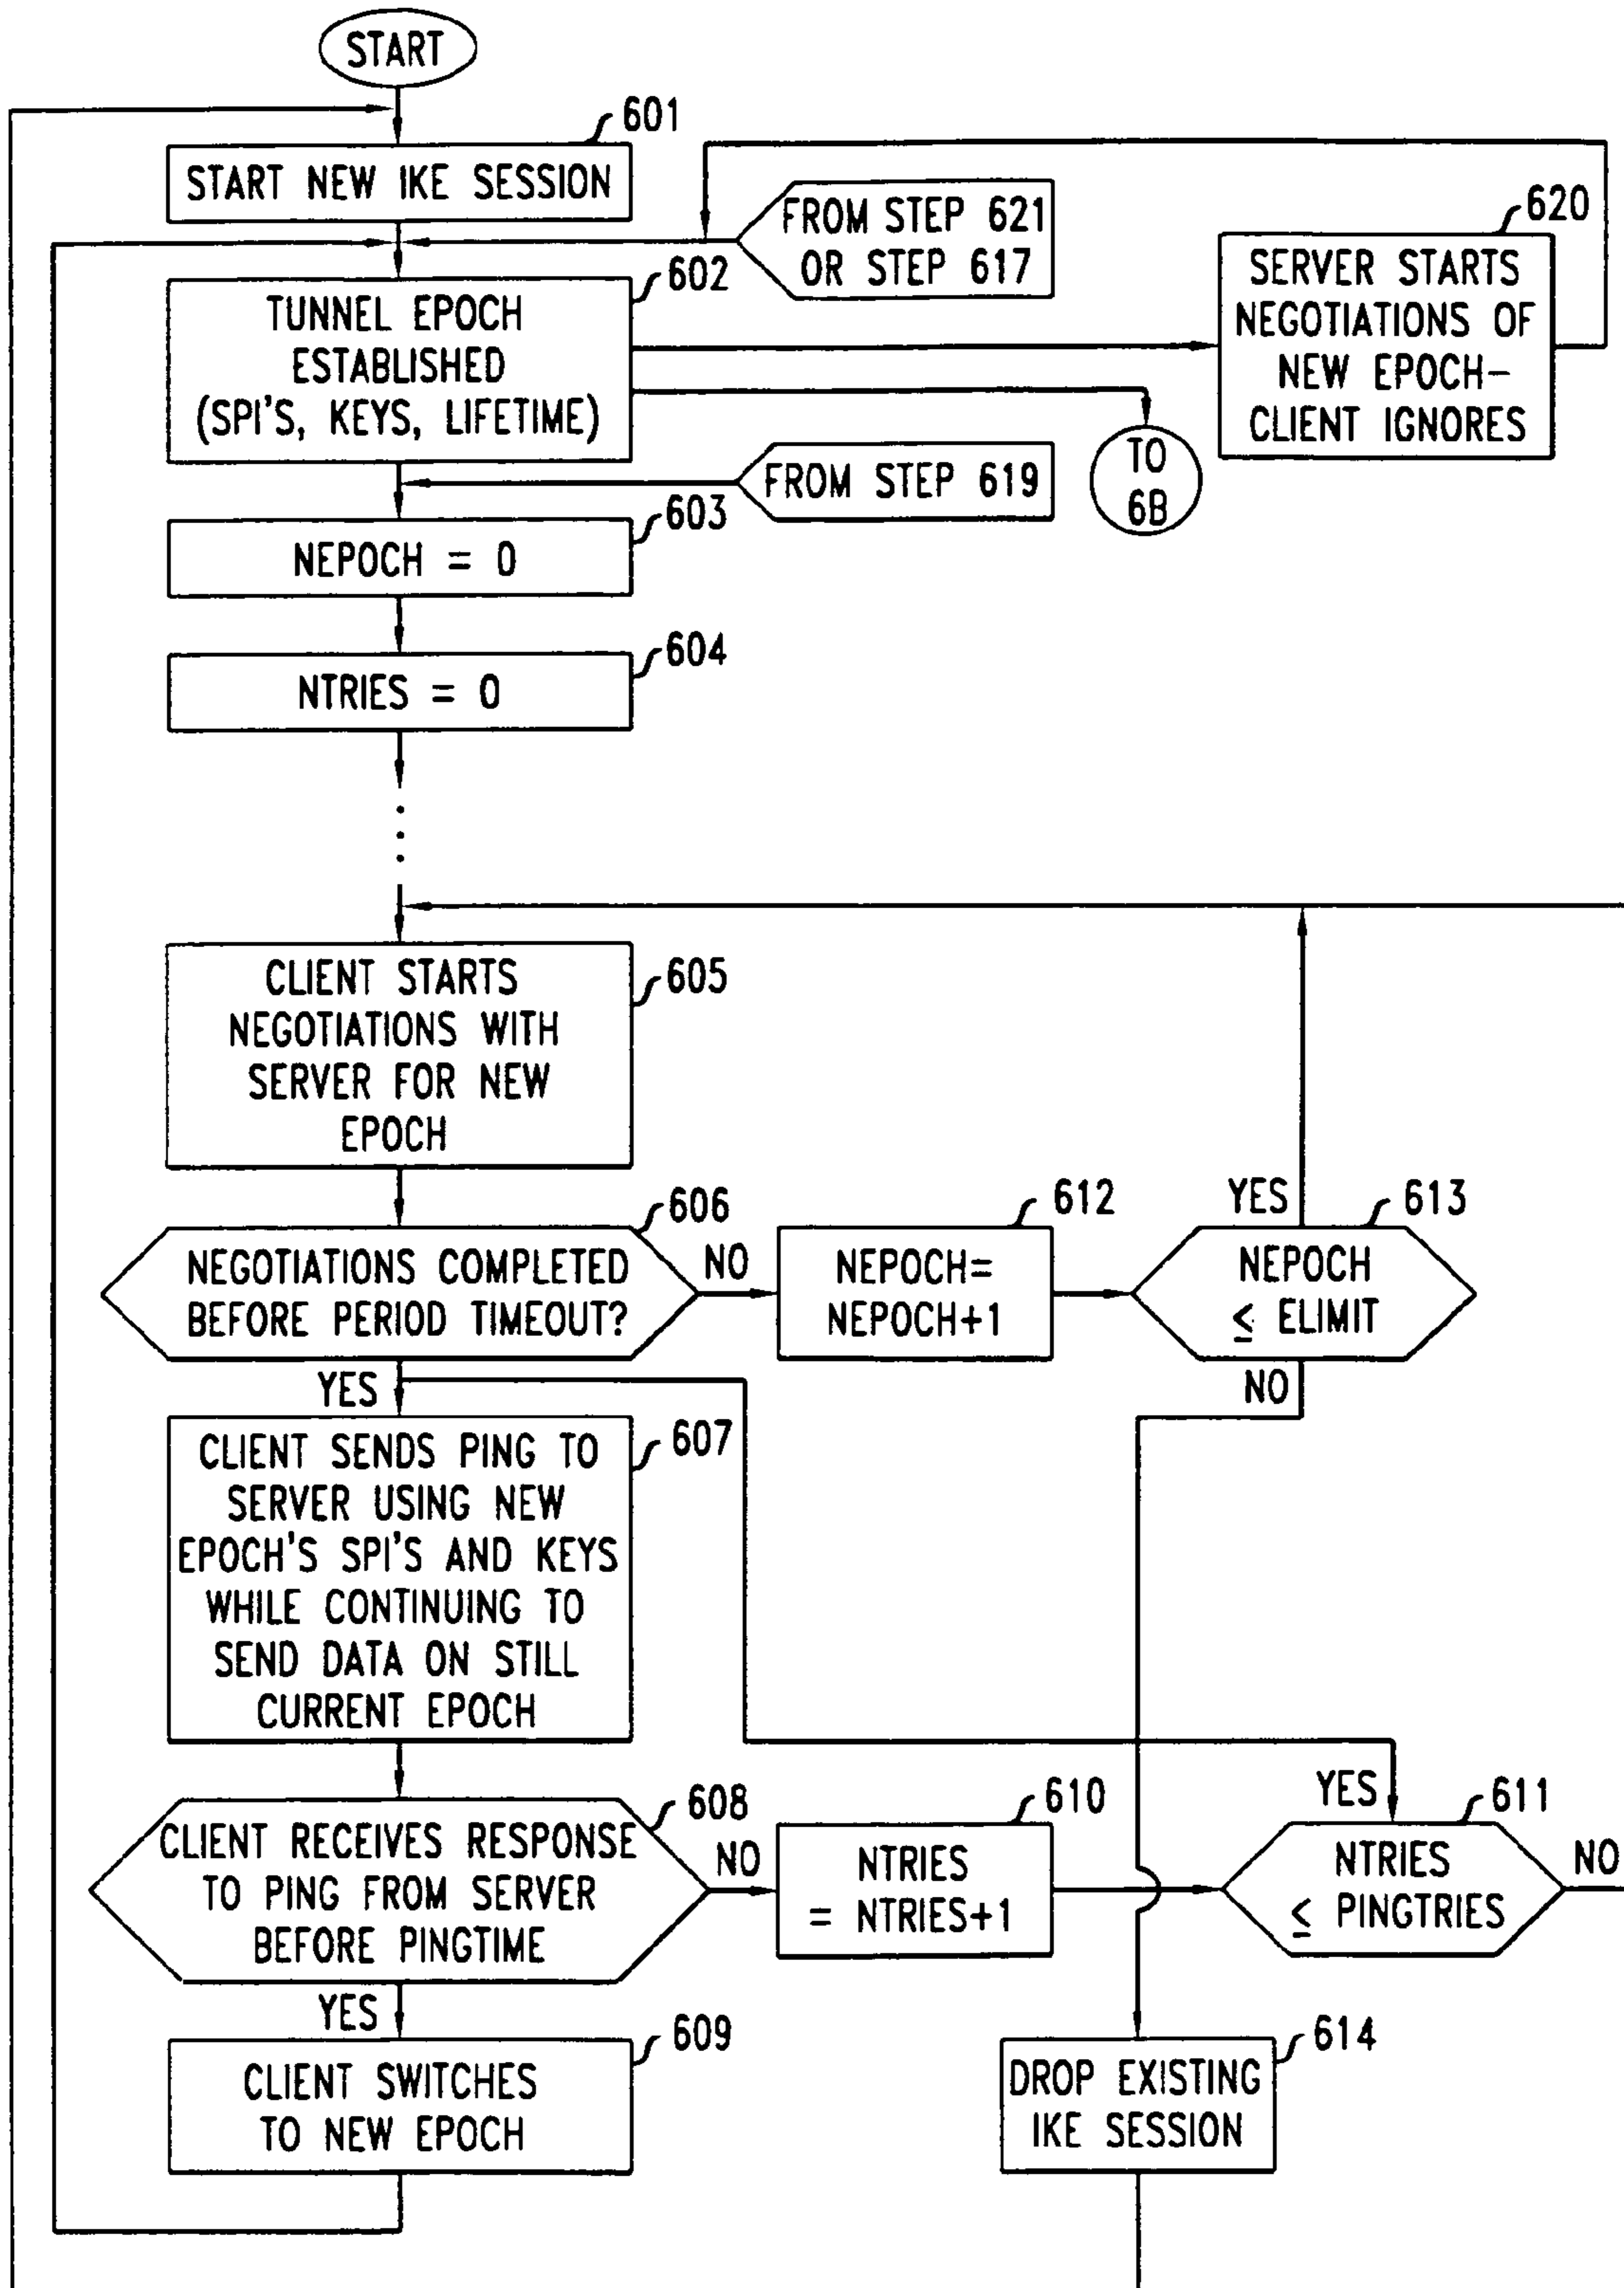 START
601
START NEW IKE SESSION
FROM STEP 621
OR STEP 617
602
TUNNEL EPOCH
ESTABLISHED
(SPI'S, KEYS, LIFETIME)
620
SERVER STARTS
NEGOTIATIONS OF
NEW EPOCH-
CLIENT IGNORES
TO
6B
FROM STEP 619
603
NEPOCH = 0
604
NTRIES = 0
605
CLIENT STARTS
NEGOTIATIONS WITH
SERVER FOR NEW
EPOCH
606
NEGOTIATIONS COMPLETED
BEFORE PERIOD TIMEOUT?
NO
612
NEPOCH=
NEPOCH+1
YES
613
NEPOCH
≤ ELIMIT
NO
YES
607
CLIENT SENDS PING TO
SERVER USING NEW
EPOCH'S SPI'S AND KEYS
WHILE CONTINUING TO
SEND DATA ON STILL
CURRENT EPOCH
608
CLIENT RECEIVES RESPONSE
TO PING FROM SERVER
BEFORE PINGTIME
NO
610
NTRIES
= NTRIES+1
YES
611
NTRIES
≤ PINGTRIES
NO
YES
609
CLIENT SWITCHES
TO NEW EPOCH
614
DROP EXISTING
IKE SESSION